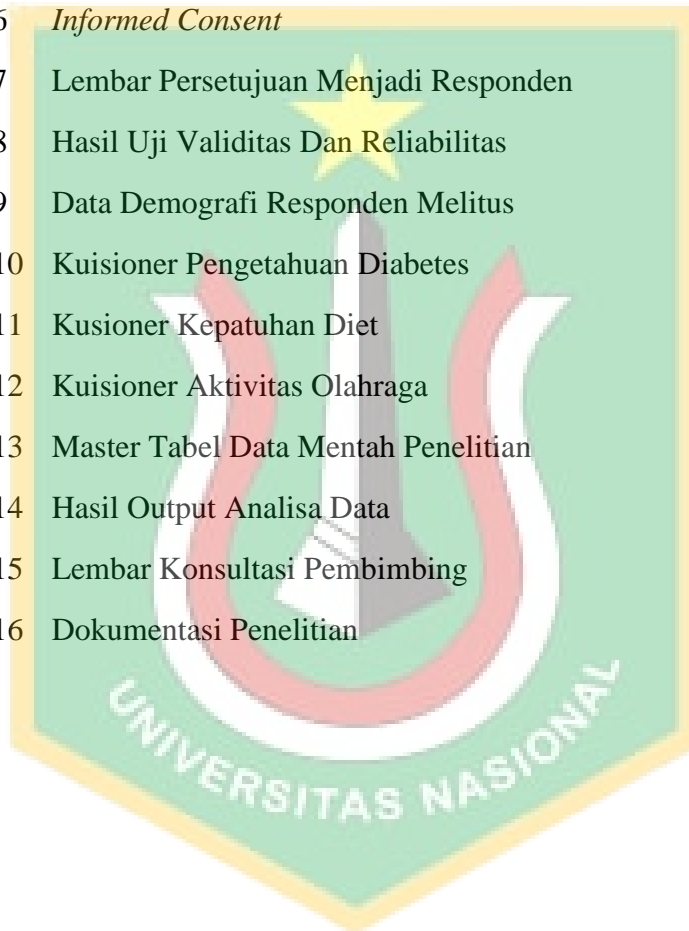 6 Informed Consent
7 Lembar Persetujuan Menjadi Responden
8 Hasil Uji Validitas Dan Reliabilitas
9 Data Demografi Responden Melitus
10 Kuisioner Pengetahuan Diabetes
11 Kusioner Kepatuhan Diet
12 Kuisioner Aktivitas Olahraga
13 Master Tabel Data Mentah Penelitian
14 Hasil Output Analisa Data
15 Lembar Konsultasi Pembimbing
16 Dokumentasi Penelitian
UNIVERSITAS NASIONAL